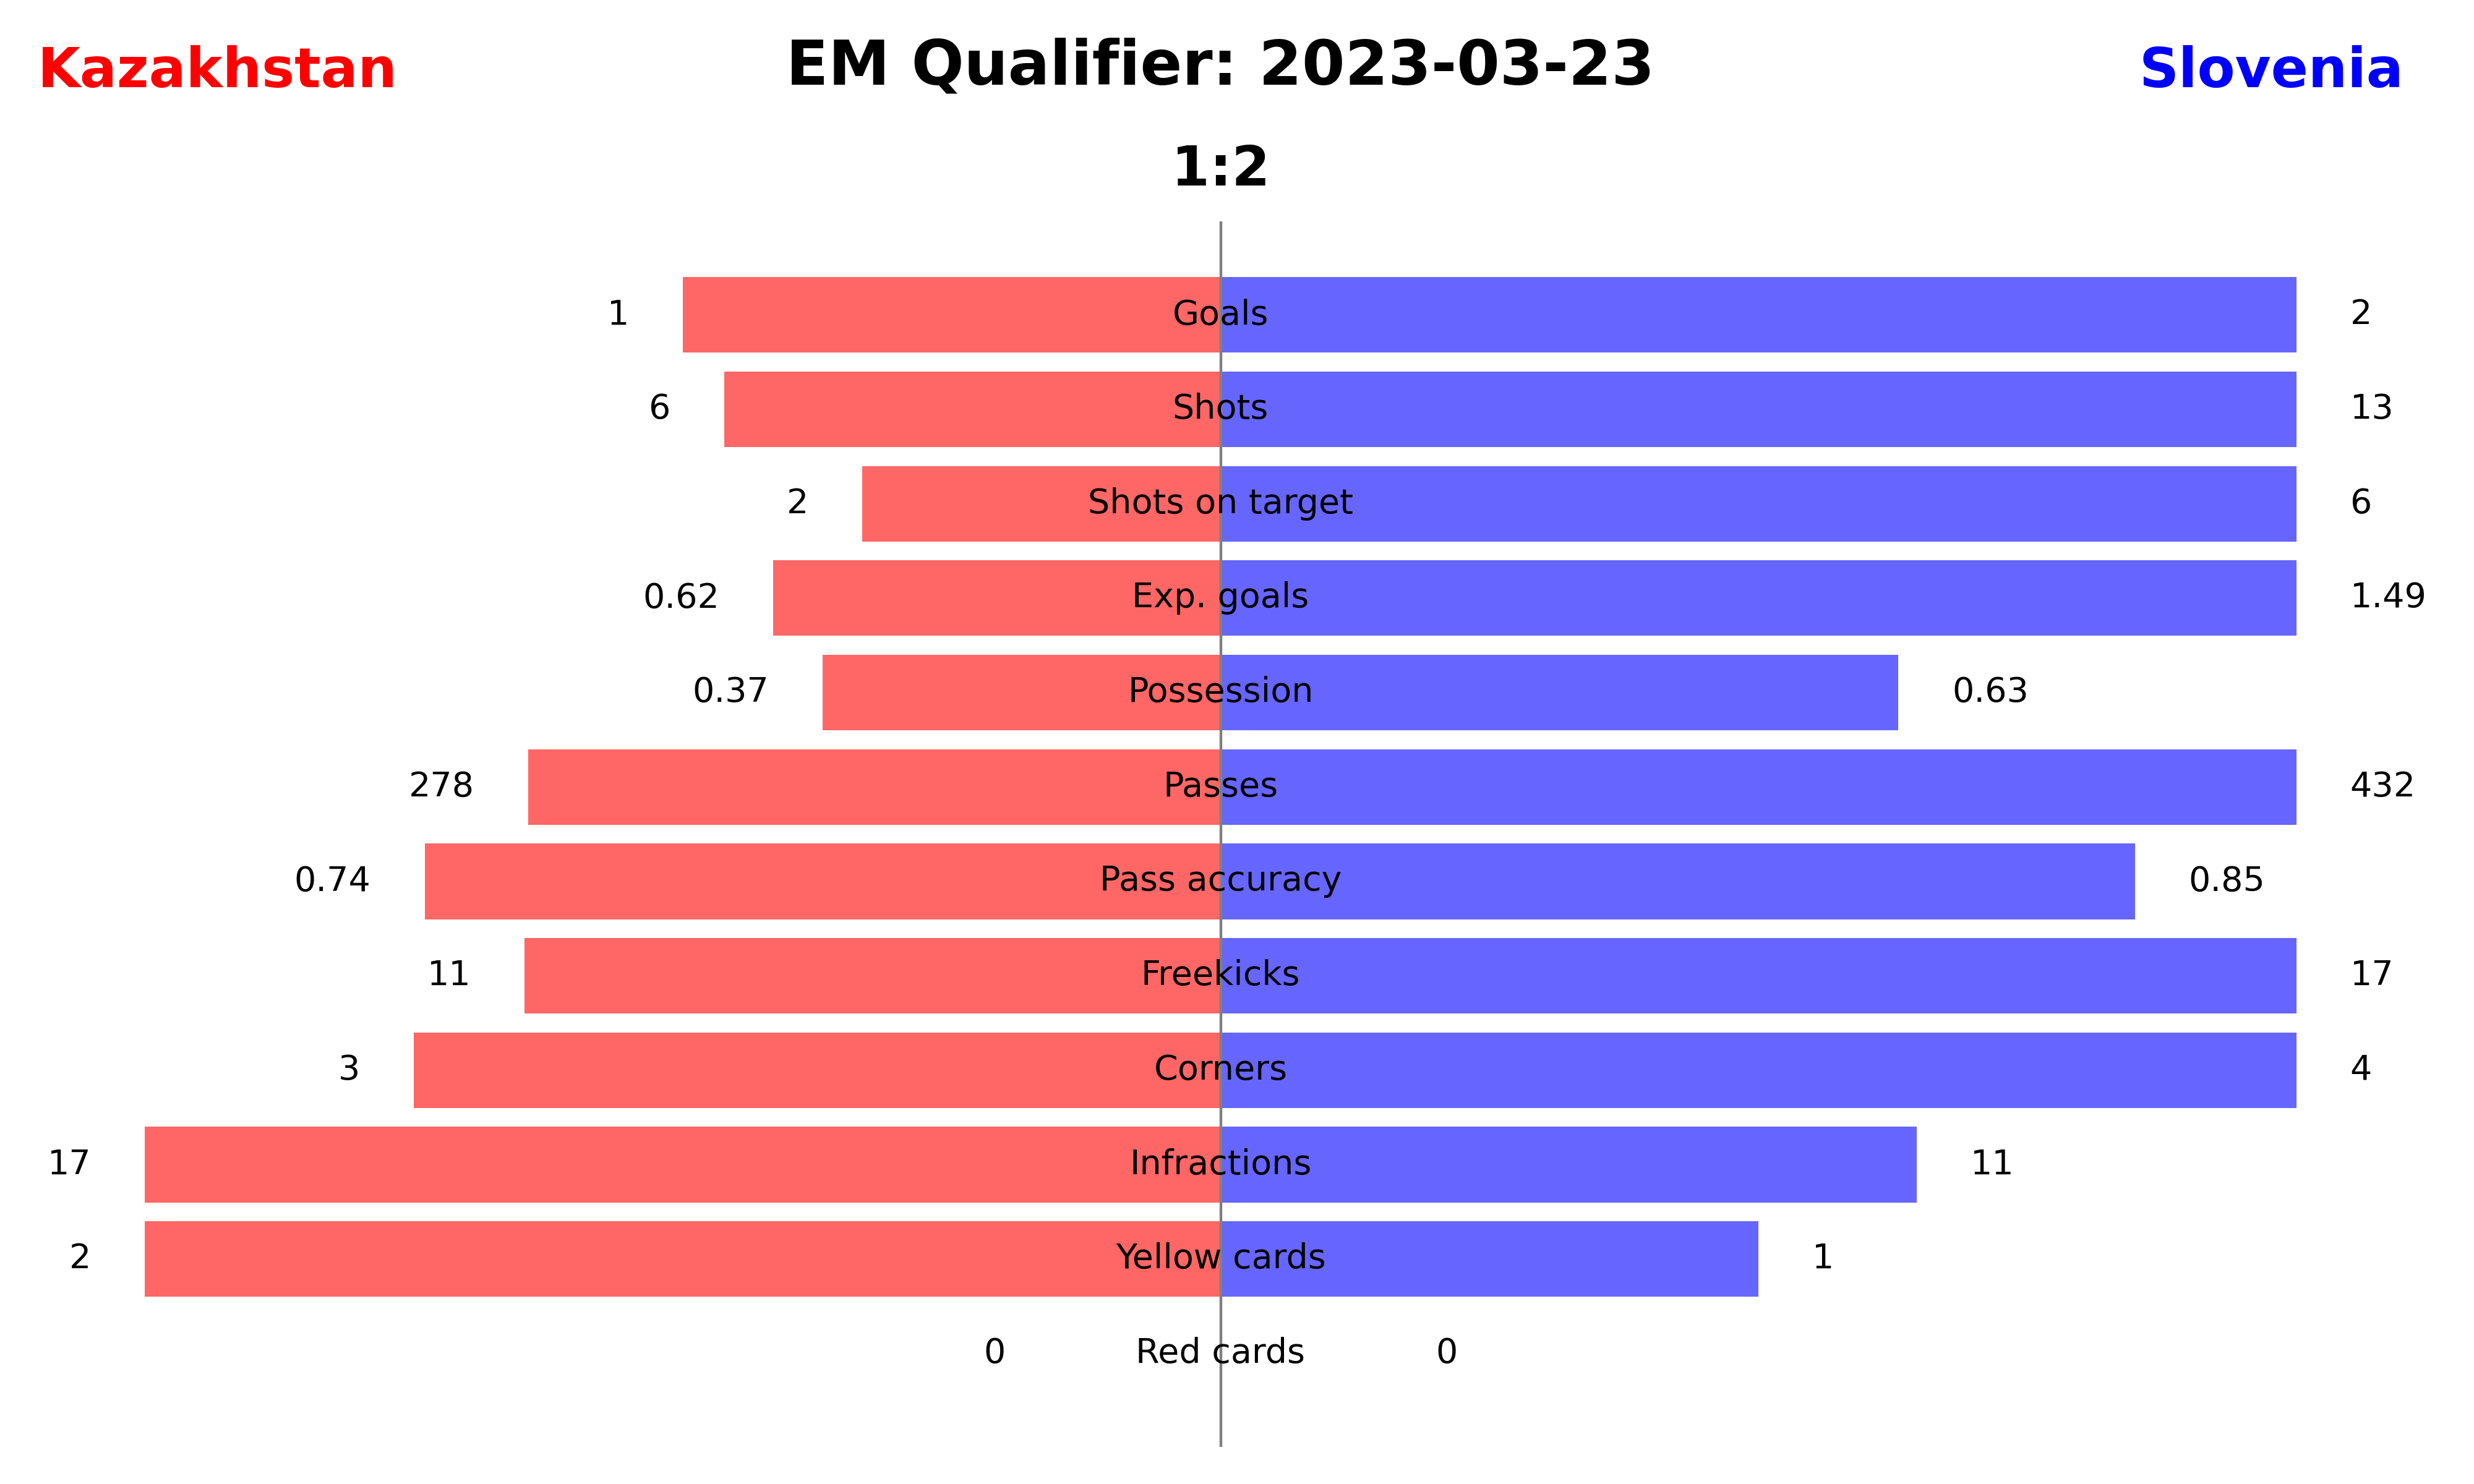 Kazakhstan EM Qualifier: 2023-03-23 Slovenia
1:2
1 Goals 2
6 Shots 13
2 Shots on target 6
0.62 Exp. goals 1.49
0.37 Possession 0.63
278 Passes 432
0.74 Pass accuracy 0.85
11 Freekicks 17
3 Corners 4
17 Infractions 11
2 Yellow cards 1
0 Red cards 0